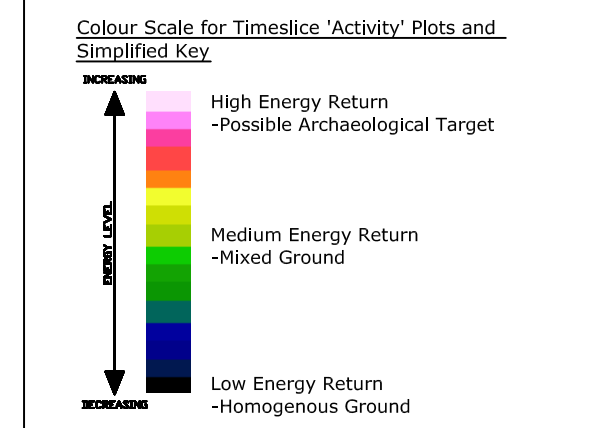 Colour Scale for Timeslice 'Activity' Plots and
Simplified Key
INCREASING
High Energy Return
-Possible Archaeological Target
ENERGY LEVEL
Medium Energy Return
-Mixed Ground
Low Energy Return
DECREASING
-Homogenous Ground